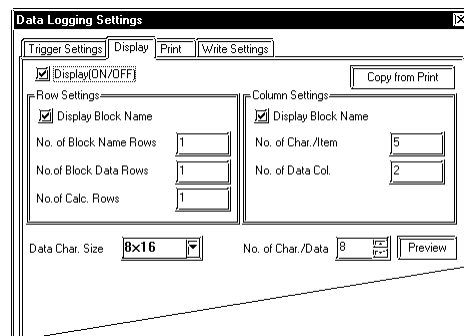 Data Logging Settings
Trigger Settings Display Print Write Settings
Display(ON/OFF) Copy from Print
Row Settings Column Settings
Display Block Name Display Block Name
No. of Block Name Rows 1 No. of Char./Item 5
No.of Block Data Rows 1 No. of Data Col. 2
No.of Calc. Rows 1
Data Char. Size 8×16 No. of Char./Data 8 Preview